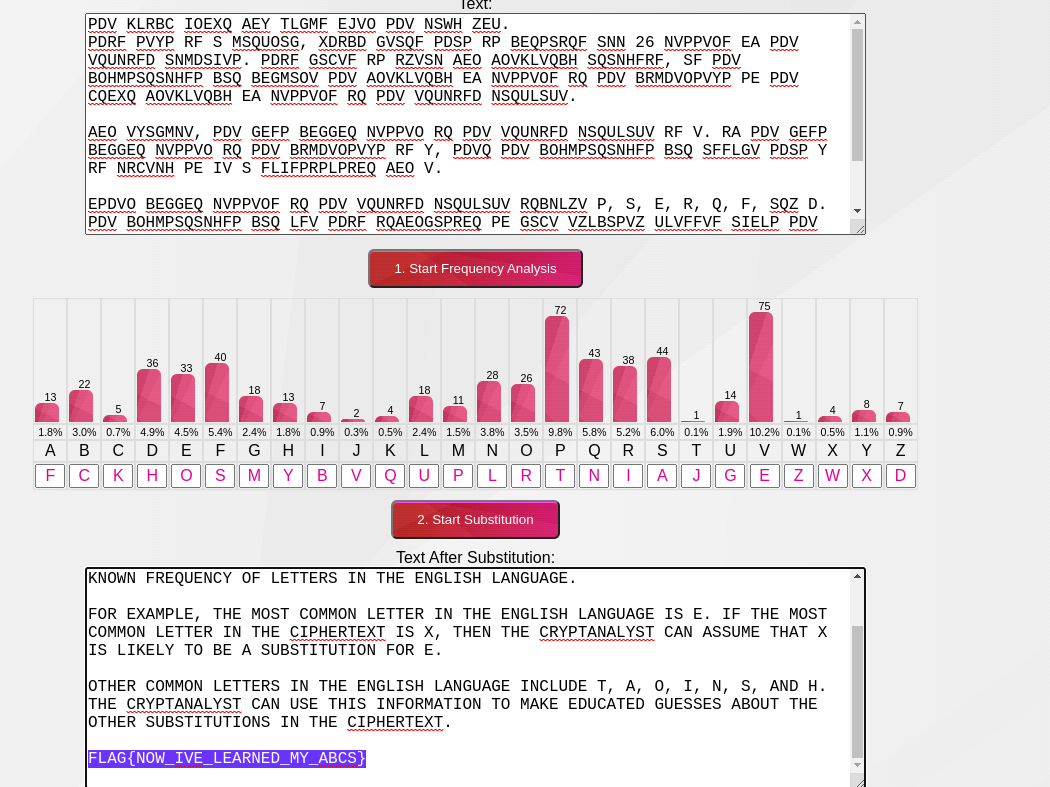 Text:
PDV KLRBC IOEXQ AEY TLGMF EJVO PDV NSWH ZEU.
PDRF PVYP RF S MSQUOSG, XDRBD GVSQF PDSP RP BEQPSRQF SNN 26 NVPPVOF EA PDV
VQUNRFD SNMDSIVP. PDRF GSCVF RP RZVSN AEO AOVKLVQBH SQSNHFRF, SF PDV
BOHMPSQSNHFP BSQ BEGMSOV PDV AOVKLVQBH EA NVPPVOF RQ PDV BRMDVOPVYP PE PDV
CQEXQ AOVKLVQBH EA NVPPVOF RQ PDV VQUNRFD NSQULSUV.
AEO VYSGMNV, PDV GEFP BEGGEQ NVPPVO RQ PDV VQUNRFD NSQULSUV RF V. RA PDV GEFP
BEGGEQ NVPPVO RQ PDV BRMDVOPVYP RF Y, PDVQ PDV BOHMPSQSNHFP BSQ SFFLGV PDSP Y
RF NRCVNH PE IV S FLIFPRPLPREQ AEO V.
EPDVO BEGGEQ NVPPVOF RQ PDV VQUNRFD NSQULSUV RQBNLZV P, S, E, R, Q, F, SQZ D.
PDV BOHMPSQSNHFP BSQ LFV PDRF RQAEOGSPREQ PE GSCV VZLBSPVZ ULVFFVF SIELP PDV
1. Start Frequency Analysis
13 22 5 36 33 40 18 13 7 2 4 18 11 28 26 72 43 38 44 1 14 75 1 4 8 7
1.8% 3.0% 0.7% 4.9% 4.5% 5.4% 2.4% 1.8% 0.9% 0.3% 0.5% 2.4% 1.5% 3.8% 3.5% 9.8% 5.8% 5.2% 6.0% 0.1% 1.9% 10.2% 0.1% 0.5% 1.1% 0.9%
A B C D E F G H I J K L M N O P Q R S T U V W X Y Z
F C K H O S M Y B V Q U P L R T N I A J G E Z W X D
2. Start Substitution
Text After Substitution:
KNOWN FREQUENCY OF LETTERS IN THE ENGLISH LANGUAGE.
FOR EXAMPLE, THE MOST COMMON LETTER IN THE ENGLISH LANGUAGE IS E. IF THE MOST
COMMON LETTER IN THE CIPHERTEXT IS X, THEN THE CRYPTANALYST CAN ASSUME THAT X
IS LIKELY TO BE A SUBSTITUTION FOR E.
OTHER COMMON LETTERS IN THE ENGLISH LANGUAGE INCLUDE T, A, O, I, N, S, AND H.
THE CRYPTANALYST CAN USE THIS INFORMATION TO MAKE EDUCATED GUESSES ABOUT THE
OTHER SUBSTITUTIONS IN THE CIPHERTEXT.
FLAG{NOW_IVE_LEARNED_MY_ABCS}